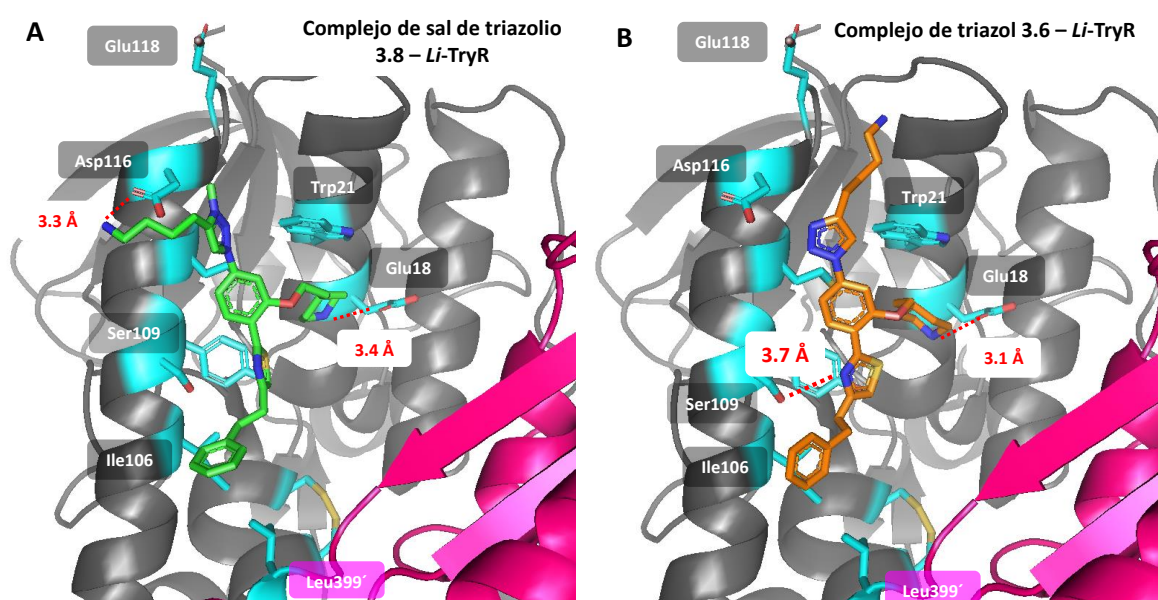 A
Complejo de sal de triazolio
3.8 – Li-TryR
Glu118
Asp116
Trp21
3.3 Å
Glu18
Ser109
3.4 Å
Ile106
Leu399´
B
Complejo de triazol 3.6 – Li-TryR
Glu118
Asp116
Trp21
Glu18
3.7 Å
3.1 Å
Ser109
Ile106
Leu399´